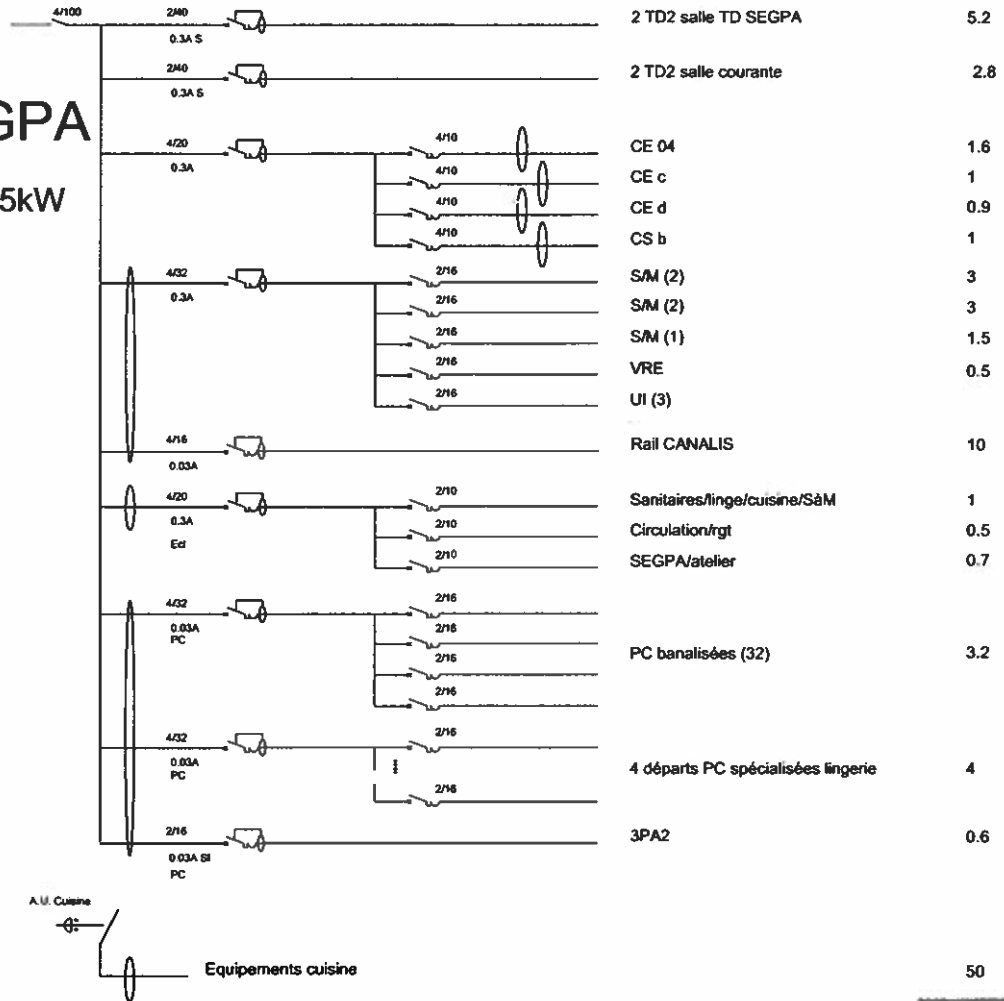 4/100 2/40 2 TD2 salle TD SEGPA 5.2
0.3A S
2/40 2 TD2 salle courante 2.8
0.3A S
GPA
5kW
4/20 4/10 CE 04 1.6
0.3A 4/10 CE c 1
4/10 CE d 0.9
4/10 CS b 1
4/32 2/16 S/M (2) 3
0.3A 2/16 S/M (2) 3
2/16 S/M (1) 1.5
2/16 VRE 0.5
2/16 UI (3)
4/16 Rail CANALIS 10
0.03A
4/20 2/10 Sanitaires/linge/cuisine/SàM 1
0.3A 2/10 Circulation/rgt 0.5
Ecl 2/10 SEGPA/atelier 0.7
4/32 2/16
0.03A 2/16
PC
PC banalisées (32) 3.2
2/16
2/16
4/32 2/16
0.03A
PC
4 départs PC spécialisées lingerie 4
2/16
2/16 3PA2 0.6
0.03A SI
PC
A.U. Cuisine
Equipements cuisine 50